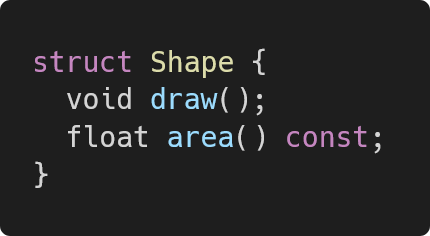 struct Shape {
  void draw();
  float area() const;
}